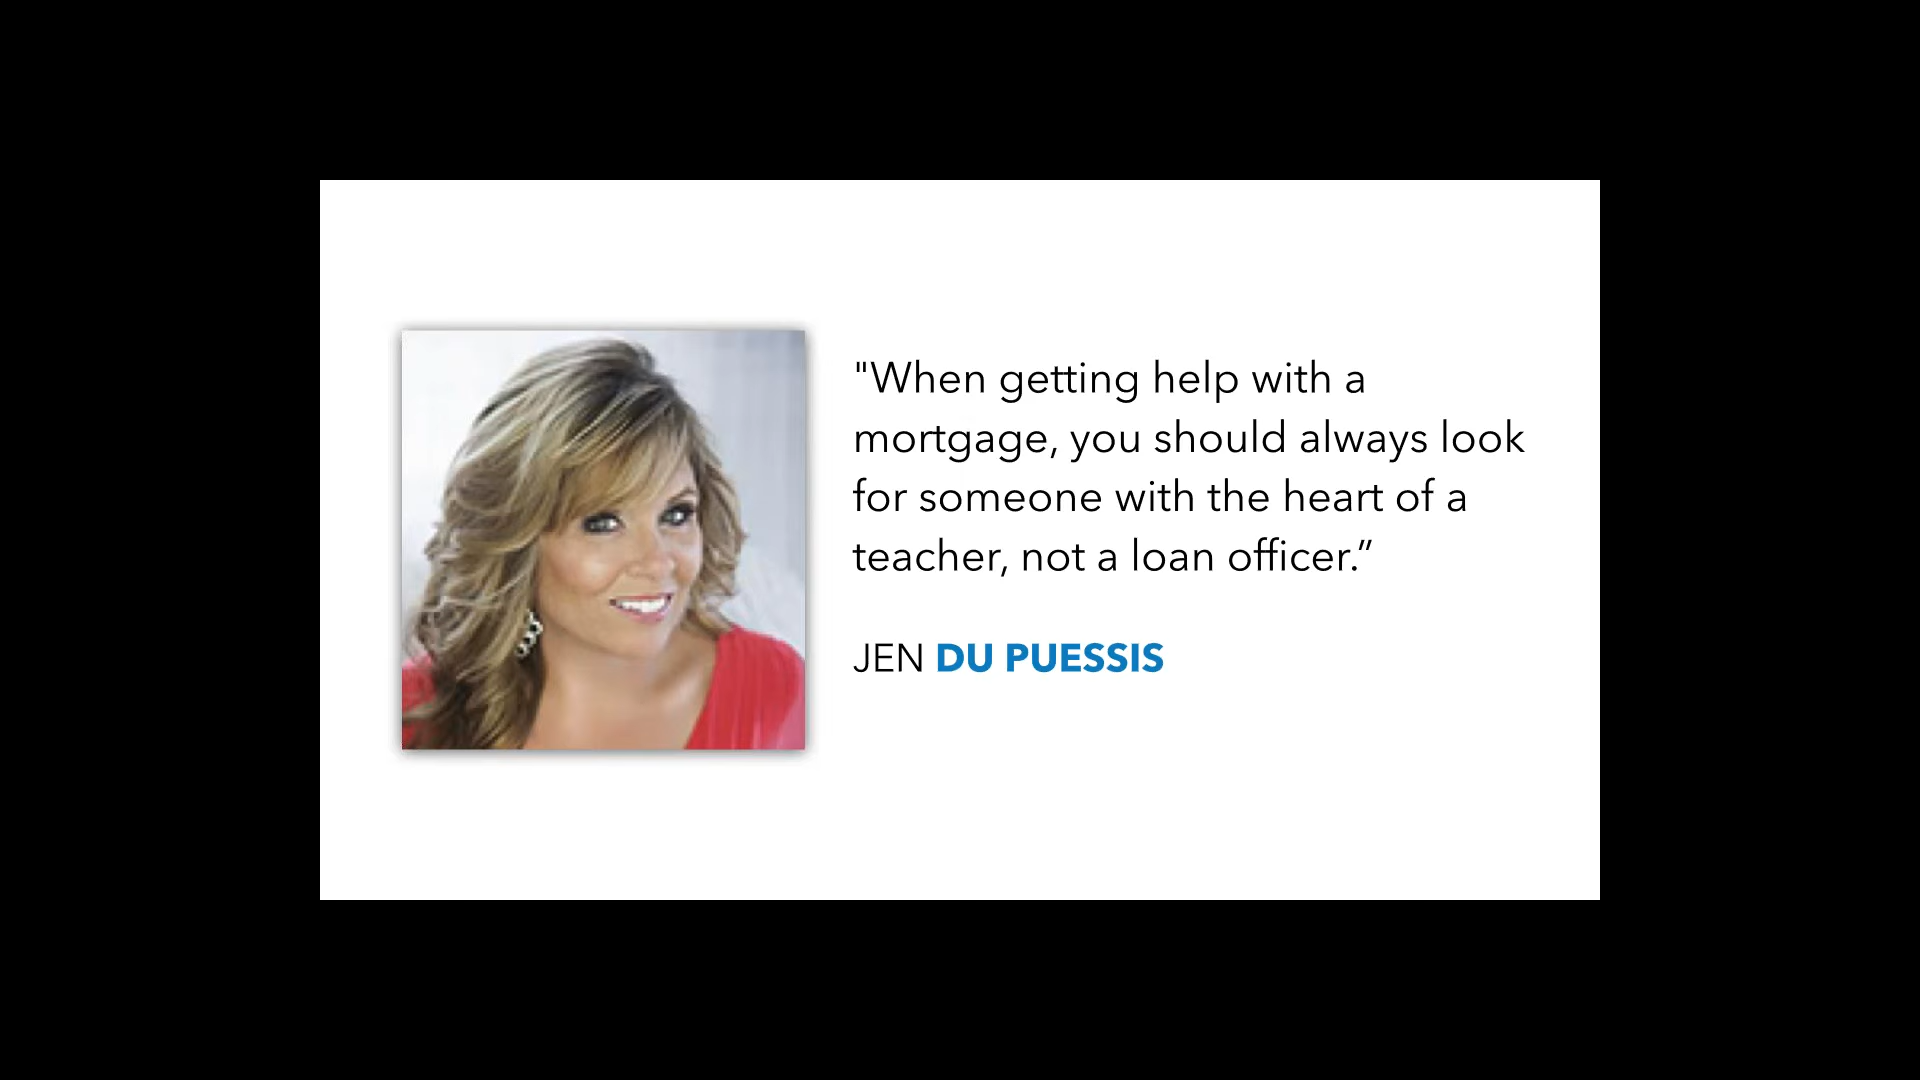 "When getting help with a
mortgage, you should always look
for someone with the heart of a
teacher, not a loan officer.”
JEN DU PUESSIS